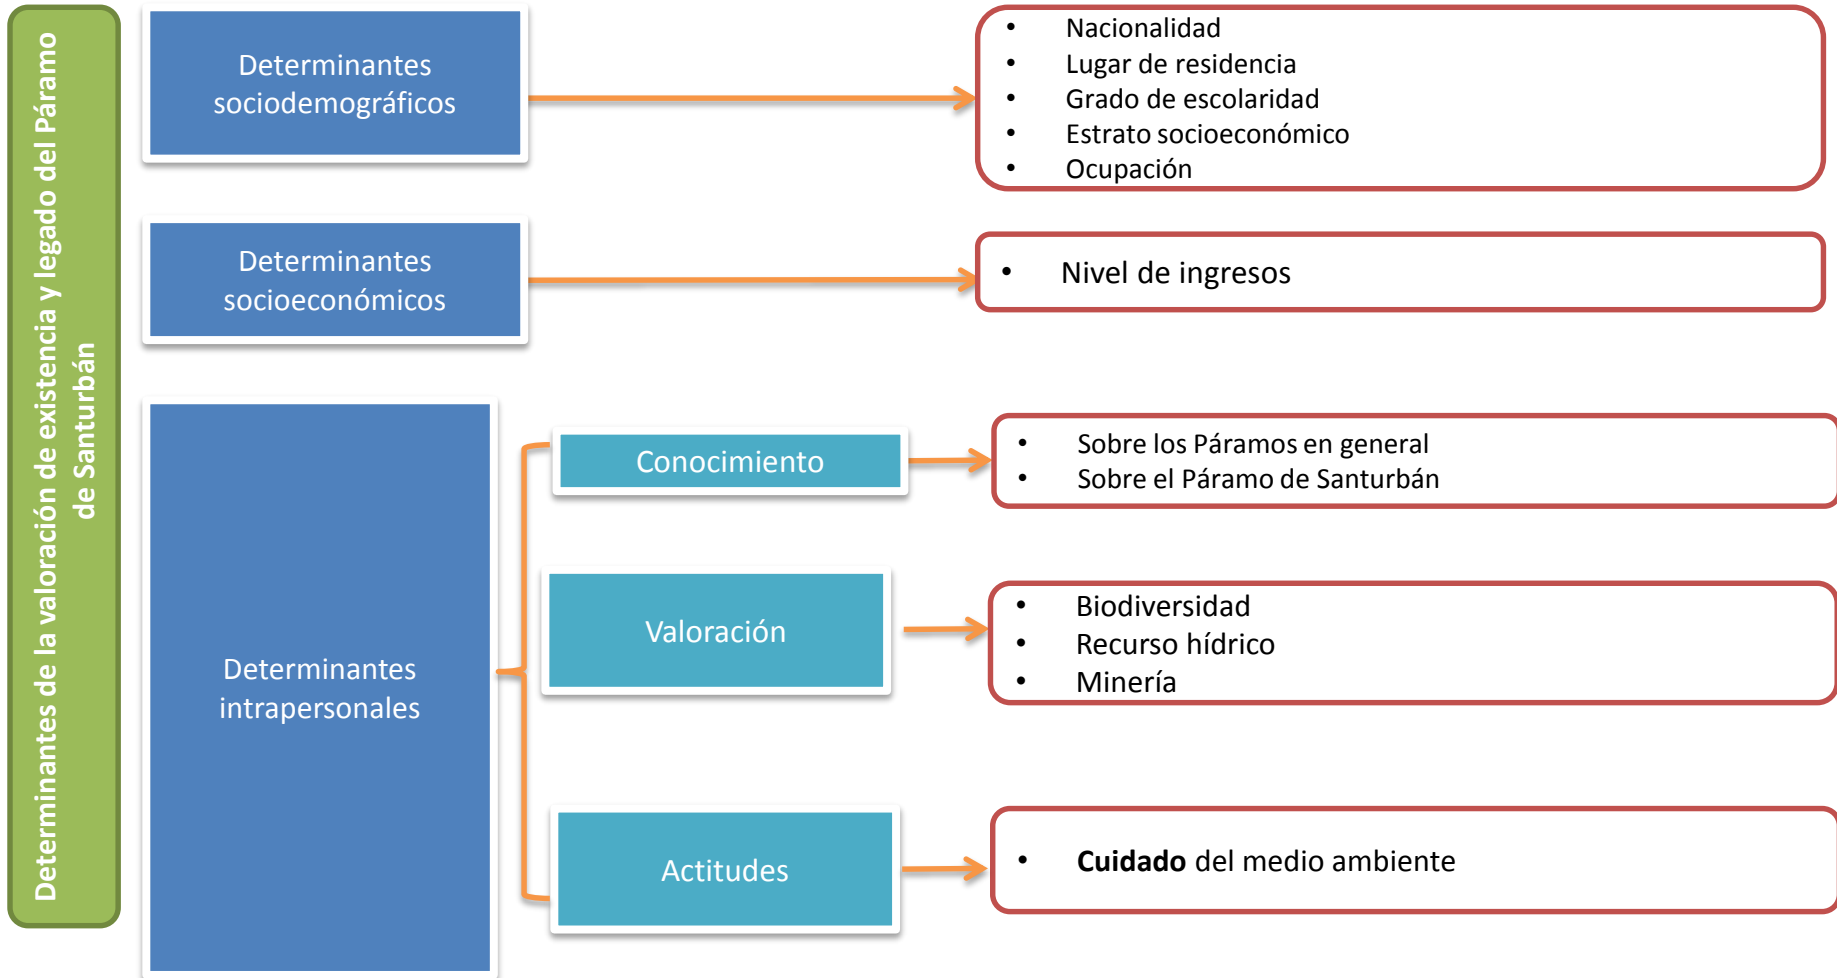 Determinantes de la valoración de existencia y legado del Páramo
de Santurbán
Determinantes
sociodemográficos
• Nacionalidad
• Lugar de residencia
• Grado de escolaridad
• Estrato socioeconómico
• Ocupación
Determinantes
socioeconómicos
• Nivel de ingresos
Determinantes
intrapersonales
Conocimiento
• Sobre los Páramos en general
• Sobre el Páramo de Santurbán
Valoración
• Biodiversidad
• Recurso hídrico
• Minería
Actitudes
• Cuidado del medio ambiente